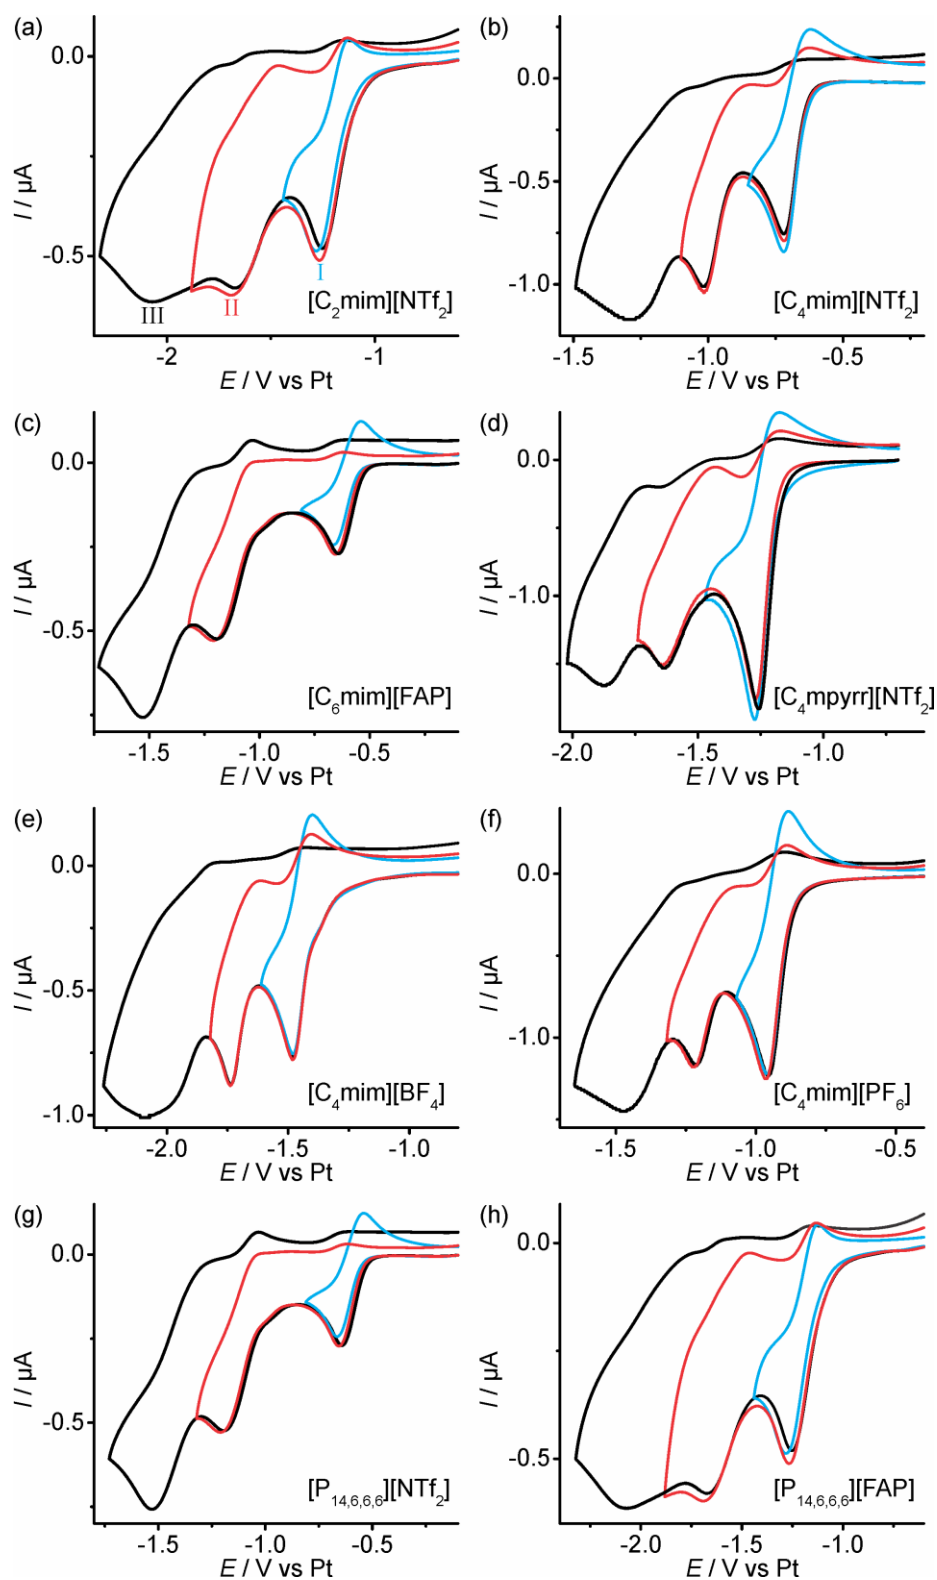 (a)
0.0
-0.5
I / µA
I
II
III
[C₂mim][NTf₂]
-2 -1
E / V vs Pt
(b)
0.0
-0.5
-1.0
I / µA
[C₄mim][NTf₂]
-1.5 -1.0 -0.5
E / V vs Pt
(c)
0.0
-0.5
I / µA
[C₆mim][FAP]
-1.5 -1.0 -0.5
E / V vs Pt
(d)
0.0
-1.0
I / µA
[C₄mpyrr][NTf₂]
-2.0 -1.5 -1.0
E / V vs Pt
(e)
0.0
-0.5
-1.0
I / µA
[C₄mim][BF₄]
-2.0 -1.5 -1.0
E / V vs Pt
(f)
0.0
-1.0
I / µA
[C₄mim][PF₆]
-1.5 -1.0 -0.5
E / V vs Pt
(g)
0.0
-0.5
I / µA
[P₁₄,₆,₆,₆][NTf₂]
-1.5 -1.0 -0.5
E / V vs Pt
(h)
0.0
-0.5
I / µA
[P₁₄,₆,₆,₆][FAP]
-2.0 -1.5 -1.0
E / V vs Pt